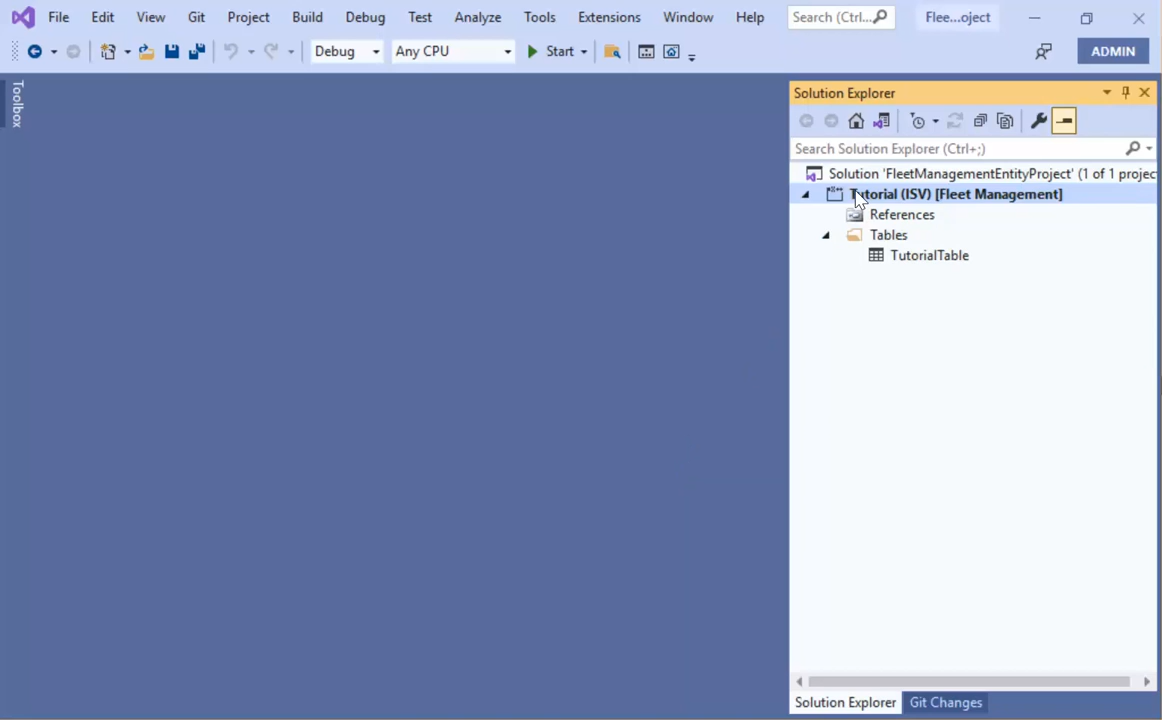 File Edit View Git Project Build Debug Test Analyze Tools Extensions Window Help Search (Ctrl... Flee...oject
Debug Any CPU Start ADMIN
Toolbox
Solution Explorer
Search Solution Explorer (Ctrl+;)
Solution 'FleetManagementEntityProject' (1 of 1 projec
Tutorial (ISV) [Fleet Management]
References
Tables
TutorialTable
Solution Explorer Git Changes